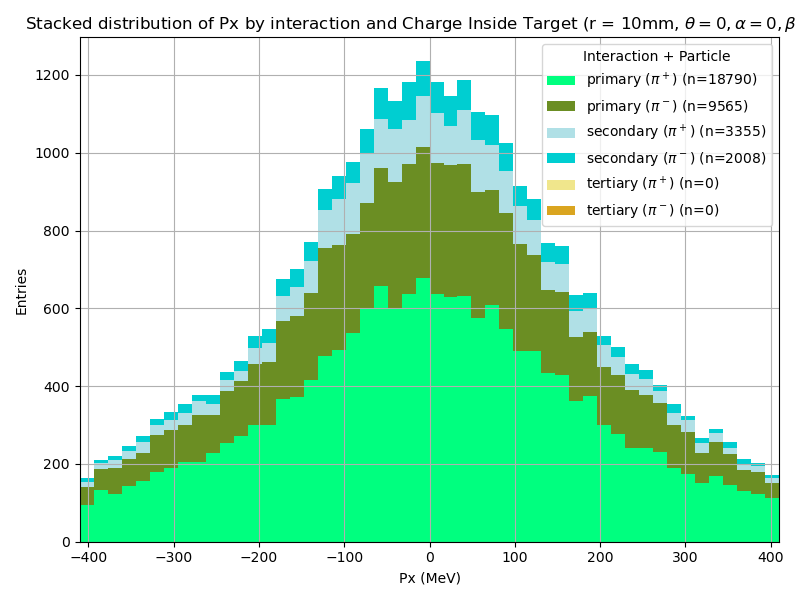 Stacked distribution of Px by interaction and Charge Inside Target (r = 10mm, θ = 0, α = 0, β
Interaction + Particle
primary (π⁺) (n=18790)
primary (π⁻) (n=9565)
secondary (π⁺) (n=3355)
secondary (π⁻) (n=2008)
tertiary (π⁺) (n=0)
tertiary (π⁻) (n=0)
Entries
1200
1000
800
600
400
200
0
−400 −300 −200 −100 0 100 200 300 400
Px (MeV)